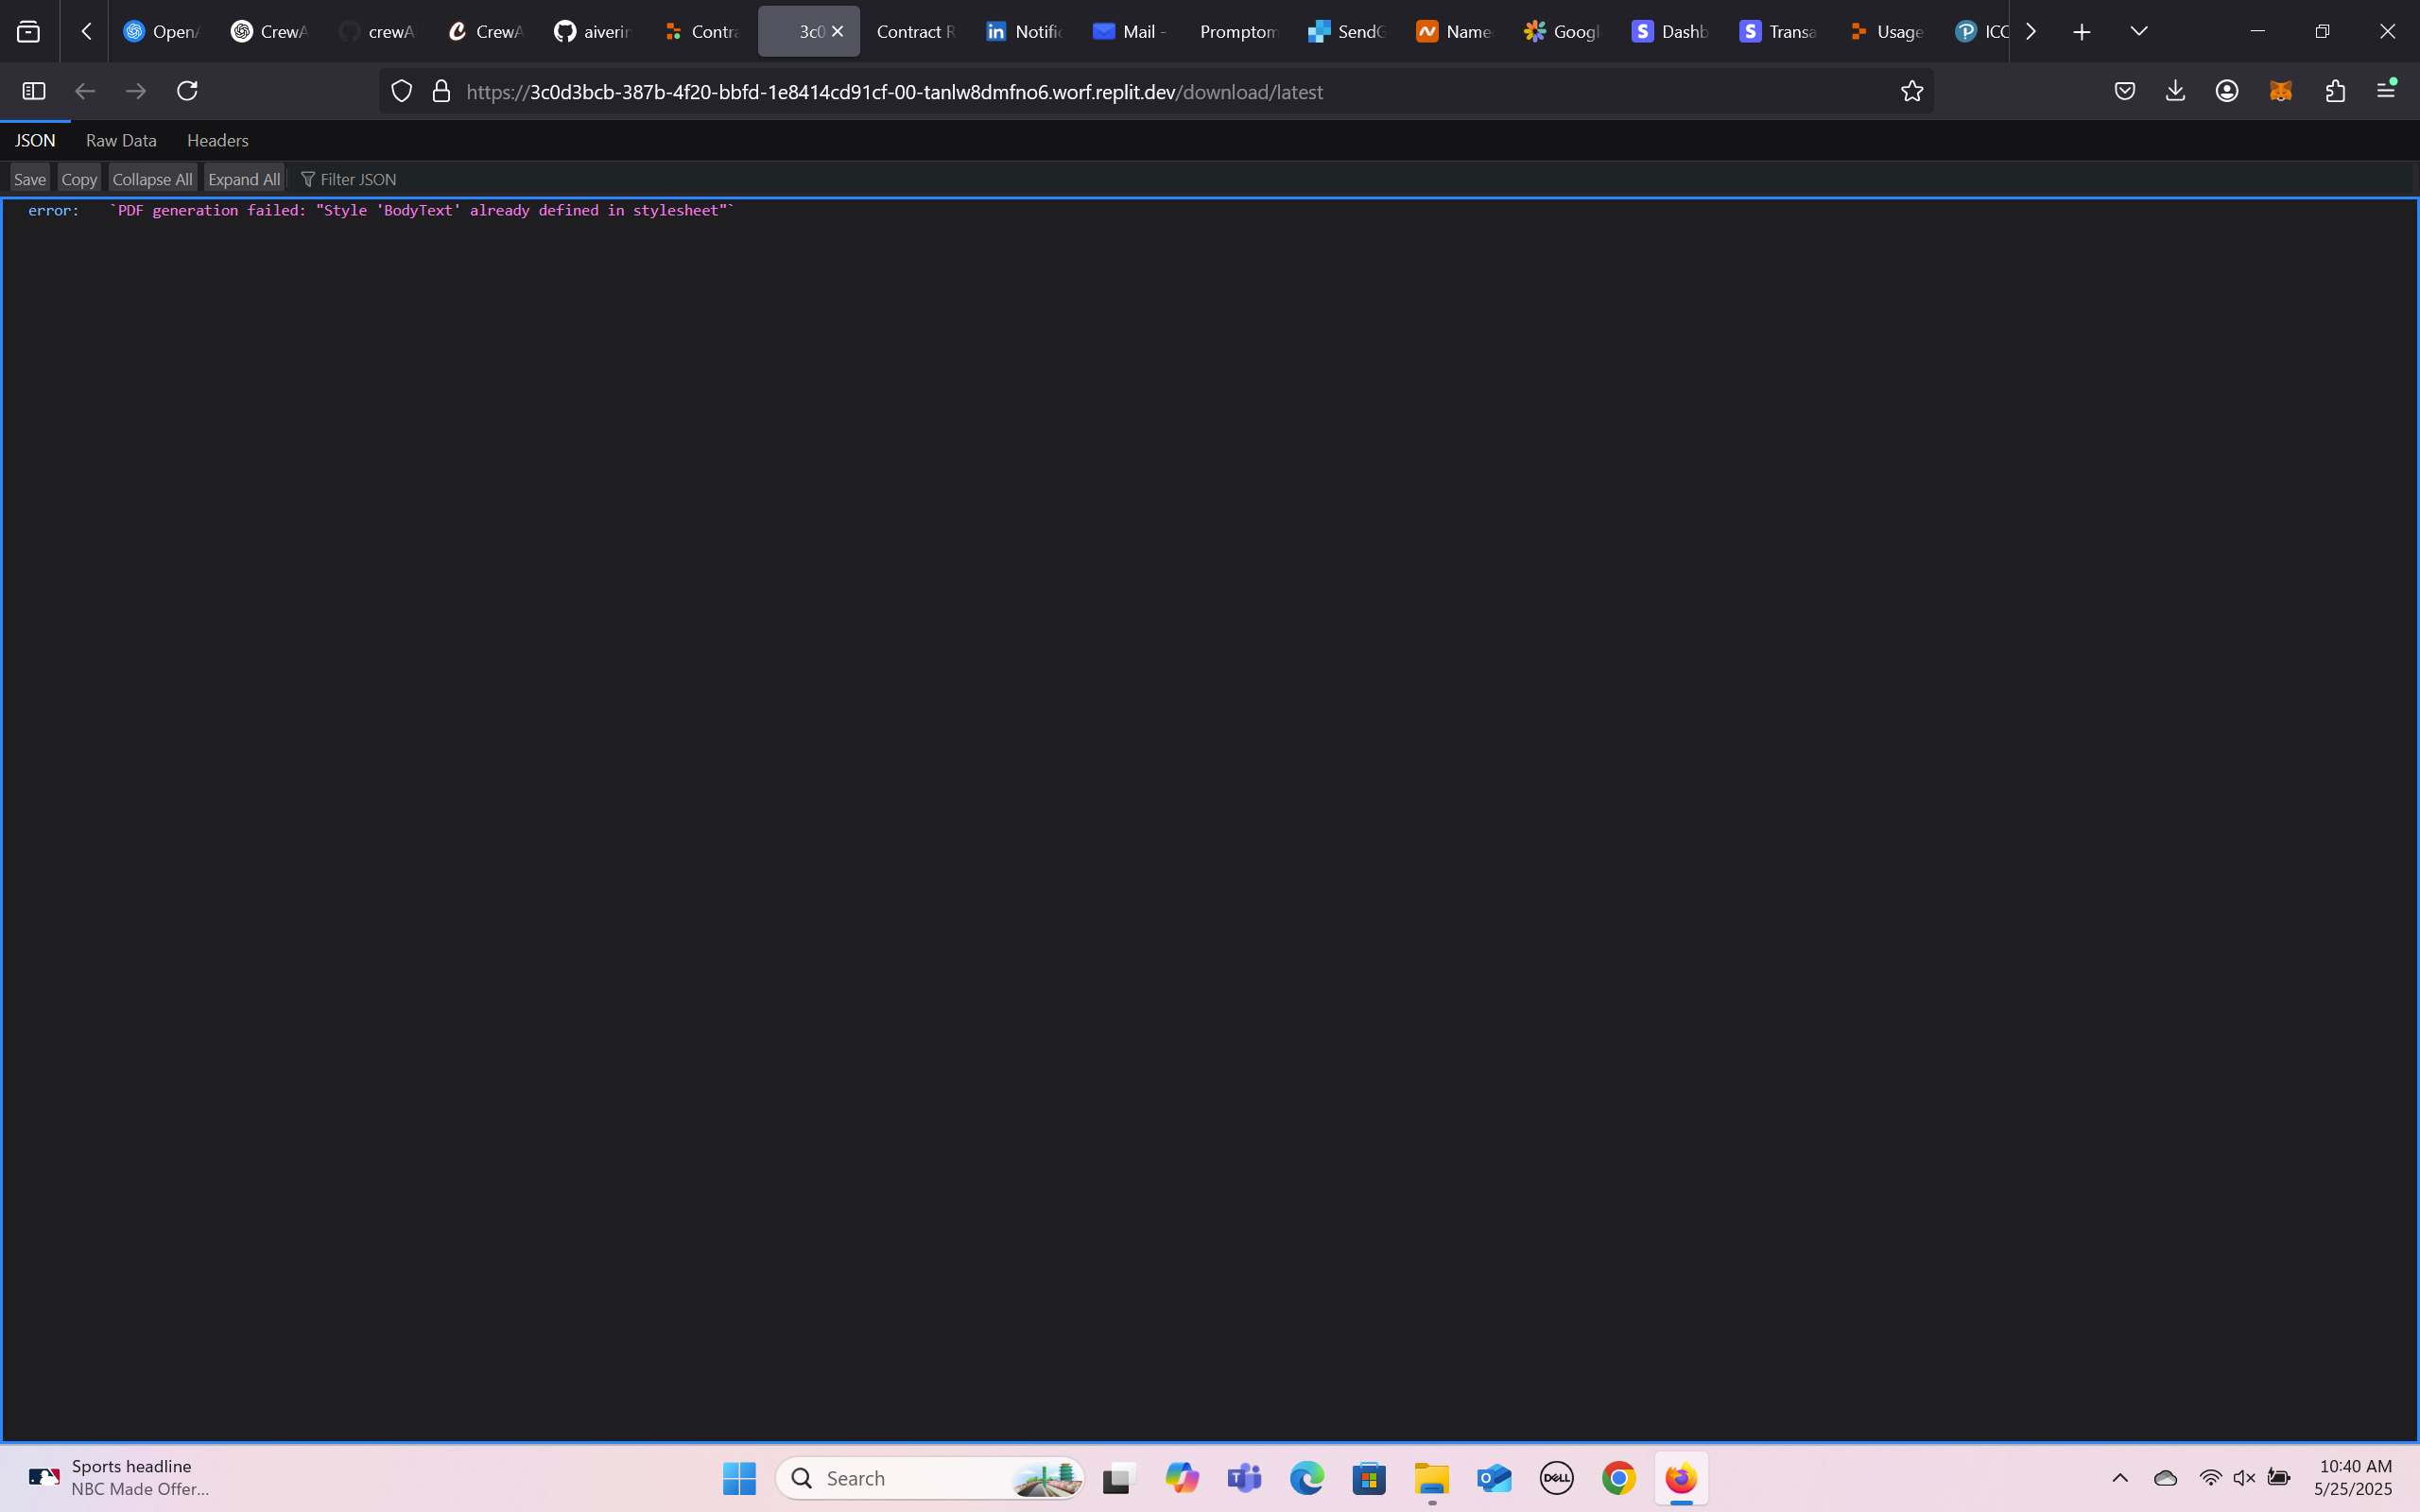 OpenA
CrewA
crewA
CrewA
aiverin
Contra
3c0
Contract R
Notific
Mail -
Promptom
SendG
Name
Googl
Dashb
Transa
Usage
ICC
https://3c0d3bcb-387b-4f20-bbfd-1e8414cd91cf-00-tanlw8dmfno6.worf.replit.dev/download/latest
JSON Raw Data Headers
Save Copy Collapse All Expand All Filter JSON
error: `PDF generation failed: "Style 'BodyText' already defined in stylesheet"`
Sports headline
NBC Made Offer...
Search
DELL
10:40 AM
5/25/2025